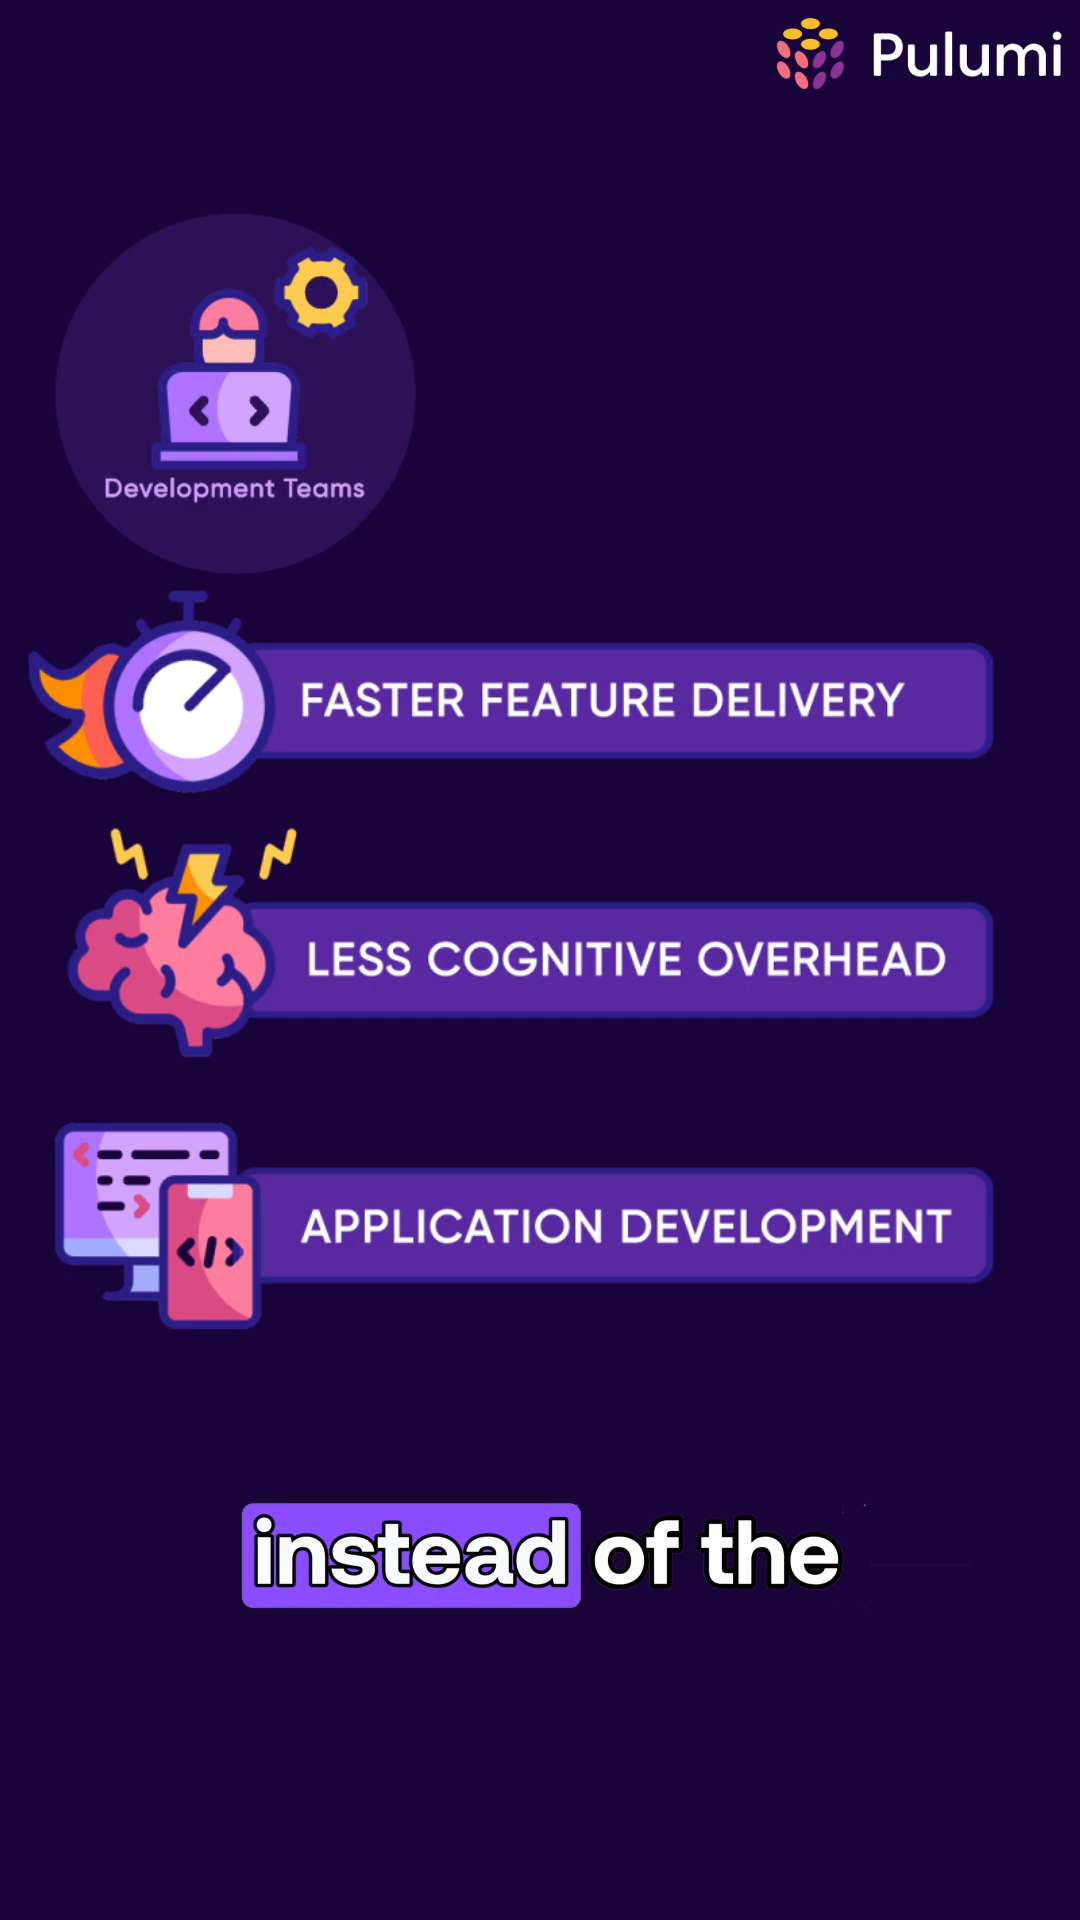 Pulumi
Development Teams
FASTER FEATURE DELIVERY
LESS COGNITIVE OVERHEAD
APPLICATION DEVELOPMENT
instead of the